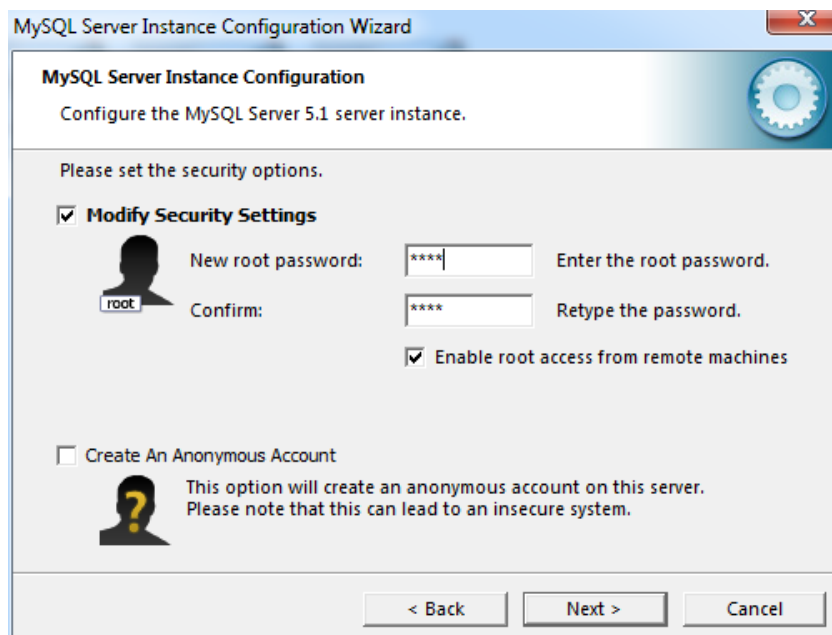 MySQL Server Instance Configuration Wizard
X
MySQL Server Instance Configuration
Configure the MySQL Server 5.1 server instance.
Please set the security options.
Modify Security Settings
New root password: **** Enter the root password.
root
Confirm: **** Retype the password.
Enable root access from remote machines
Create An Anonymous Account
?
This option will create an anonymous account on this server.
Please note that this can lead to an insecure system.
< Back Next > Cancel